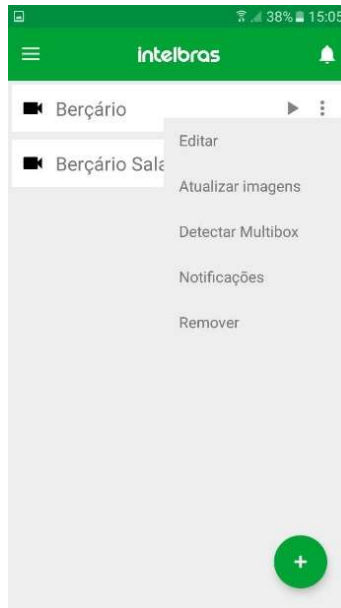 38% 15:05
intelbras
Berçário
Editar
Berçário Sala
Atualizar imagens
Detectar Multibox
Notificações
Remover
+